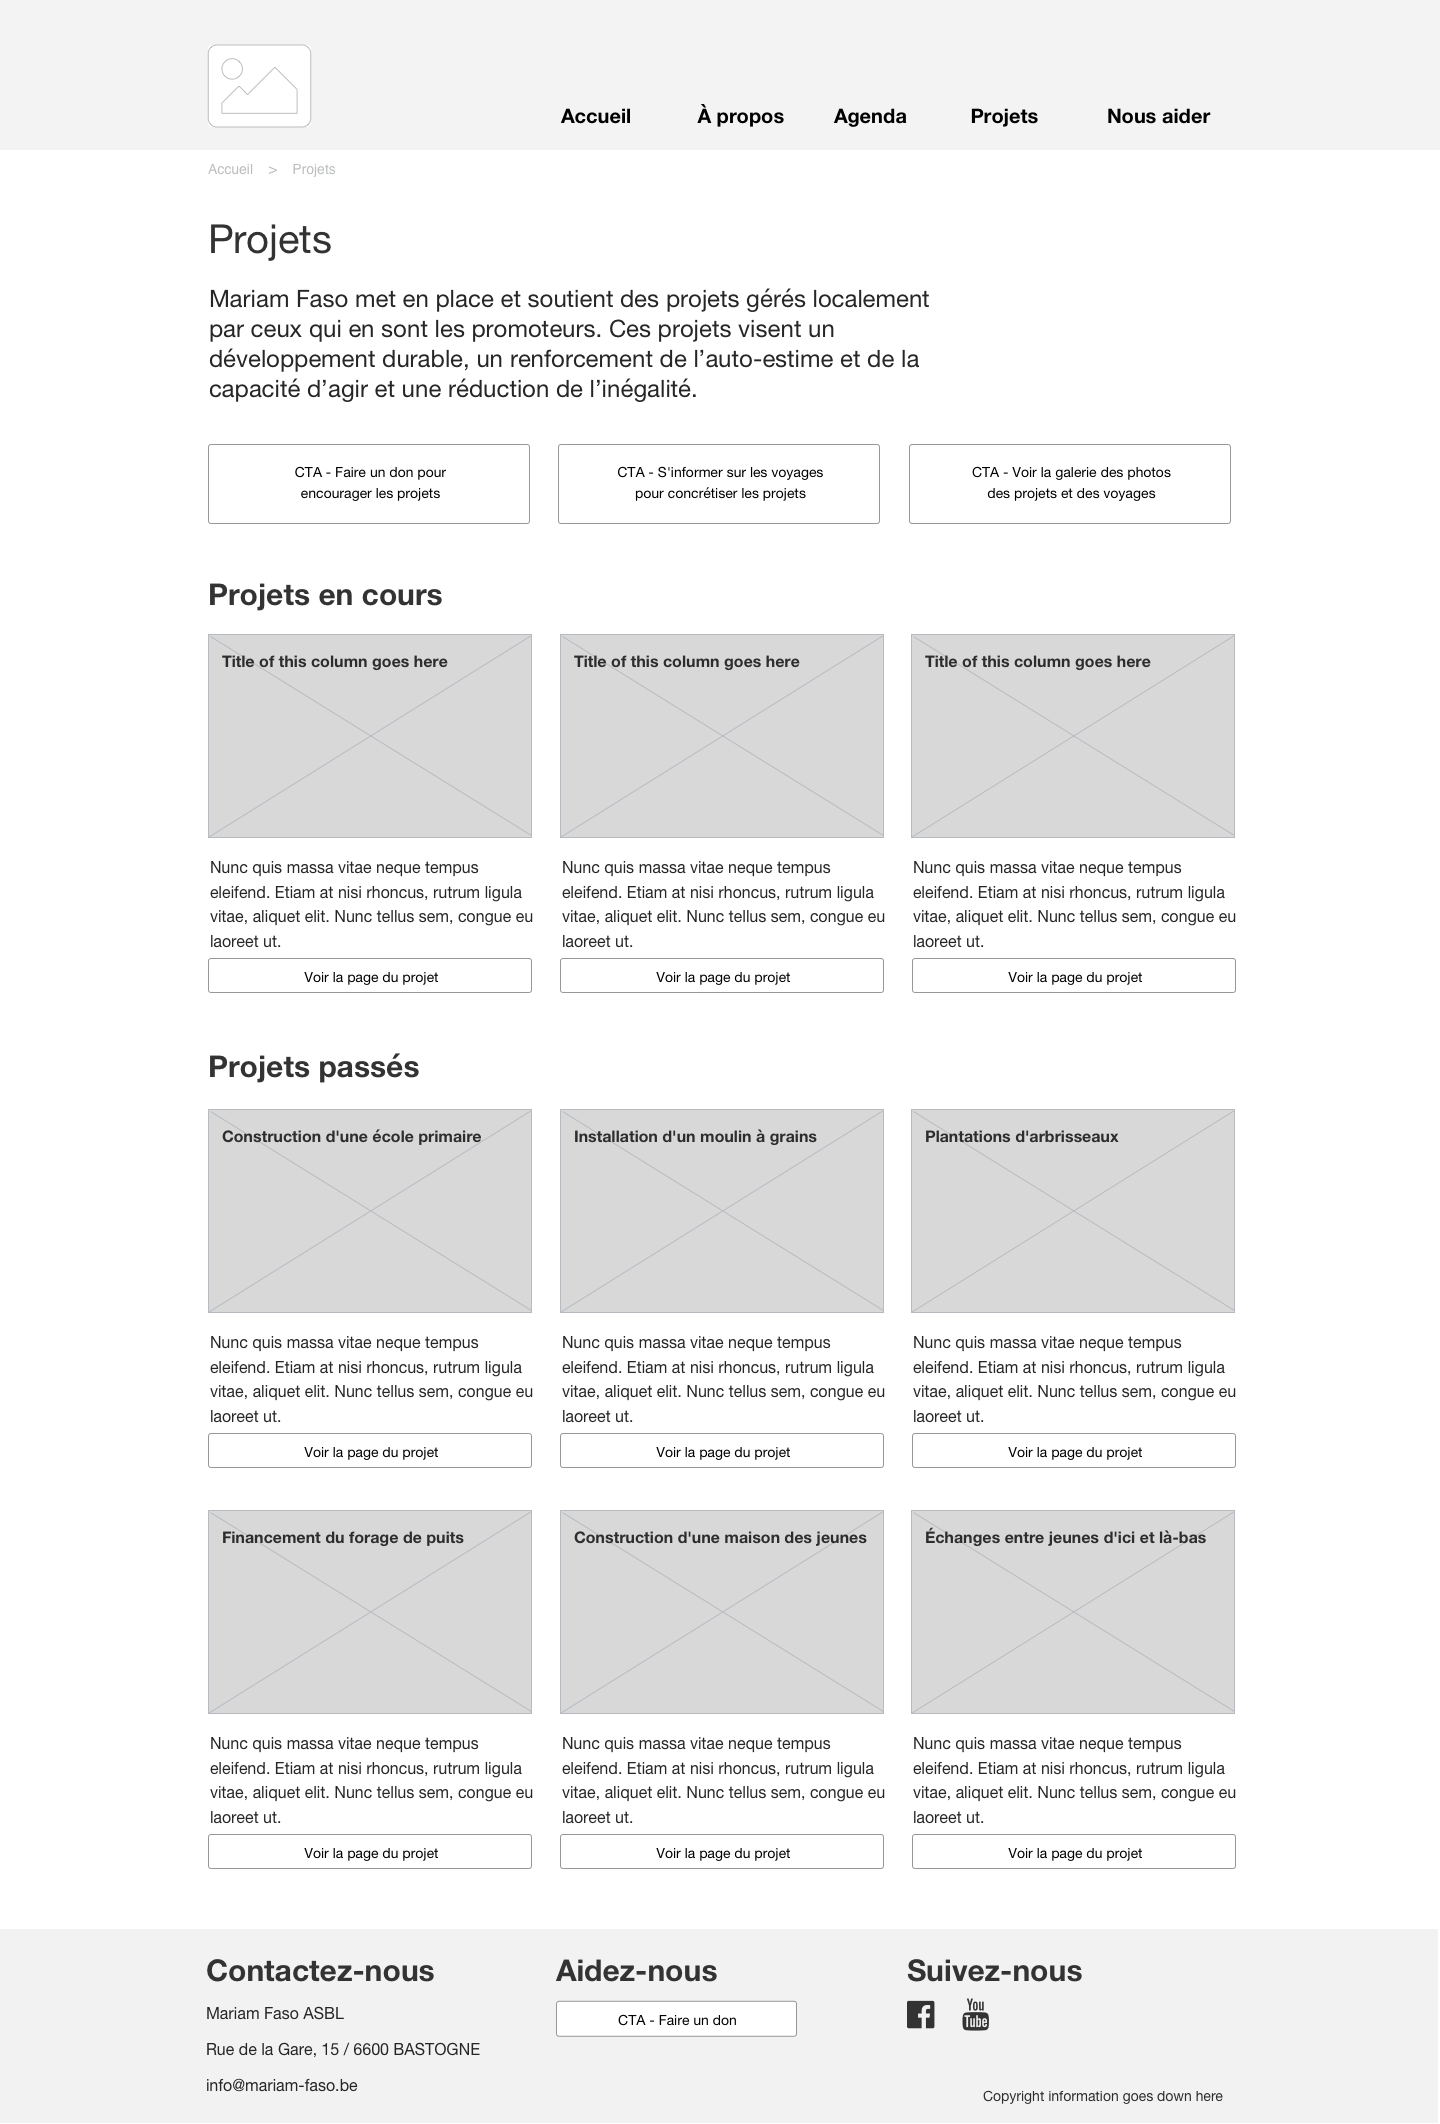 Accueil À propos Agenda Projets Nous aider
Accueil > Projets
Projets
Mariam Faso met en place et soutient des projets gérés localement
par ceux qui en sont les promoteurs. Ces projets visent un
développement durable, un renforcement de l’auto-estime et de la
capacité d’agir et une réduction de l’inégalité.
CTA - Faire un don pour
encourager les projets
CTA - S'informer sur les voyages
pour concrétiser les projets
CTA - Voir la galerie des photos
des projets et des voyages
Projets en cours
Title of this column goes here
Nunc quis massa vitae neque tempus
eleifend. Etiam at nisi rhoncus, rutrum ligula
vitae, aliquet elit. Nunc tellus sem, congue eu
laoreet ut.
Voir la page du projet
Title of this column goes here
Nunc quis massa vitae neque tempus
eleifend. Etiam at nisi rhoncus, rutrum ligula
vitae, aliquet elit. Nunc tellus sem, congue eu
laoreet ut.
Voir la page du projet
Title of this column goes here
Nunc quis massa vitae neque tempus
eleifend. Etiam at nisi rhoncus, rutrum ligula
vitae, aliquet elit. Nunc tellus sem, congue eu
laoreet ut.
Voir la page du projet
Projets passés
Construction d'une école primaire
Nunc quis massa vitae neque tempus
eleifend. Etiam at nisi rhoncus, rutrum ligula
vitae, aliquet elit. Nunc tellus sem, congue eu
laoreet ut.
Voir la page du projet
Installation d'un moulin à grains
Nunc quis massa vitae neque tempus
eleifend. Etiam at nisi rhoncus, rutrum ligula
vitae, aliquet elit. Nunc tellus sem, congue eu
laoreet ut.
Voir la page du projet
Plantations d'arbrisseaux
Nunc quis massa vitae neque tempus
eleifend. Etiam at nisi rhoncus, rutrum ligula
vitae, aliquet elit. Nunc tellus sem, congue eu
laoreet ut.
Voir la page du projet
Financement du forage de puits
Nunc quis massa vitae neque tempus
eleifend. Etiam at nisi rhoncus, rutrum ligula
vitae, aliquet elit. Nunc tellus sem, congue eu
laoreet ut.
Voir la page du projet
Construction d'une maison des jeunes
Nunc quis massa vitae neque tempus
eleifend. Etiam at nisi rhoncus, rutrum ligula
vitae, aliquet elit. Nunc tellus sem, congue eu
laoreet ut.
Voir la page du projet
Échanges entre jeunes d'ici et là-bas
Nunc quis massa vitae neque tempus
eleifend. Etiam at nisi rhoncus, rutrum ligula
vitae, aliquet elit. Nunc tellus sem, congue eu
laoreet ut.
Voir la page du projet
Contactez-nous
Mariam Faso ASBL
Rue de la Gare, 15 / 6600 BASTOGNE
info@mariam-faso.be
Aidez-nous
CTA - Faire un don
Suivez-nous
You
Tube
Copyright information goes down here